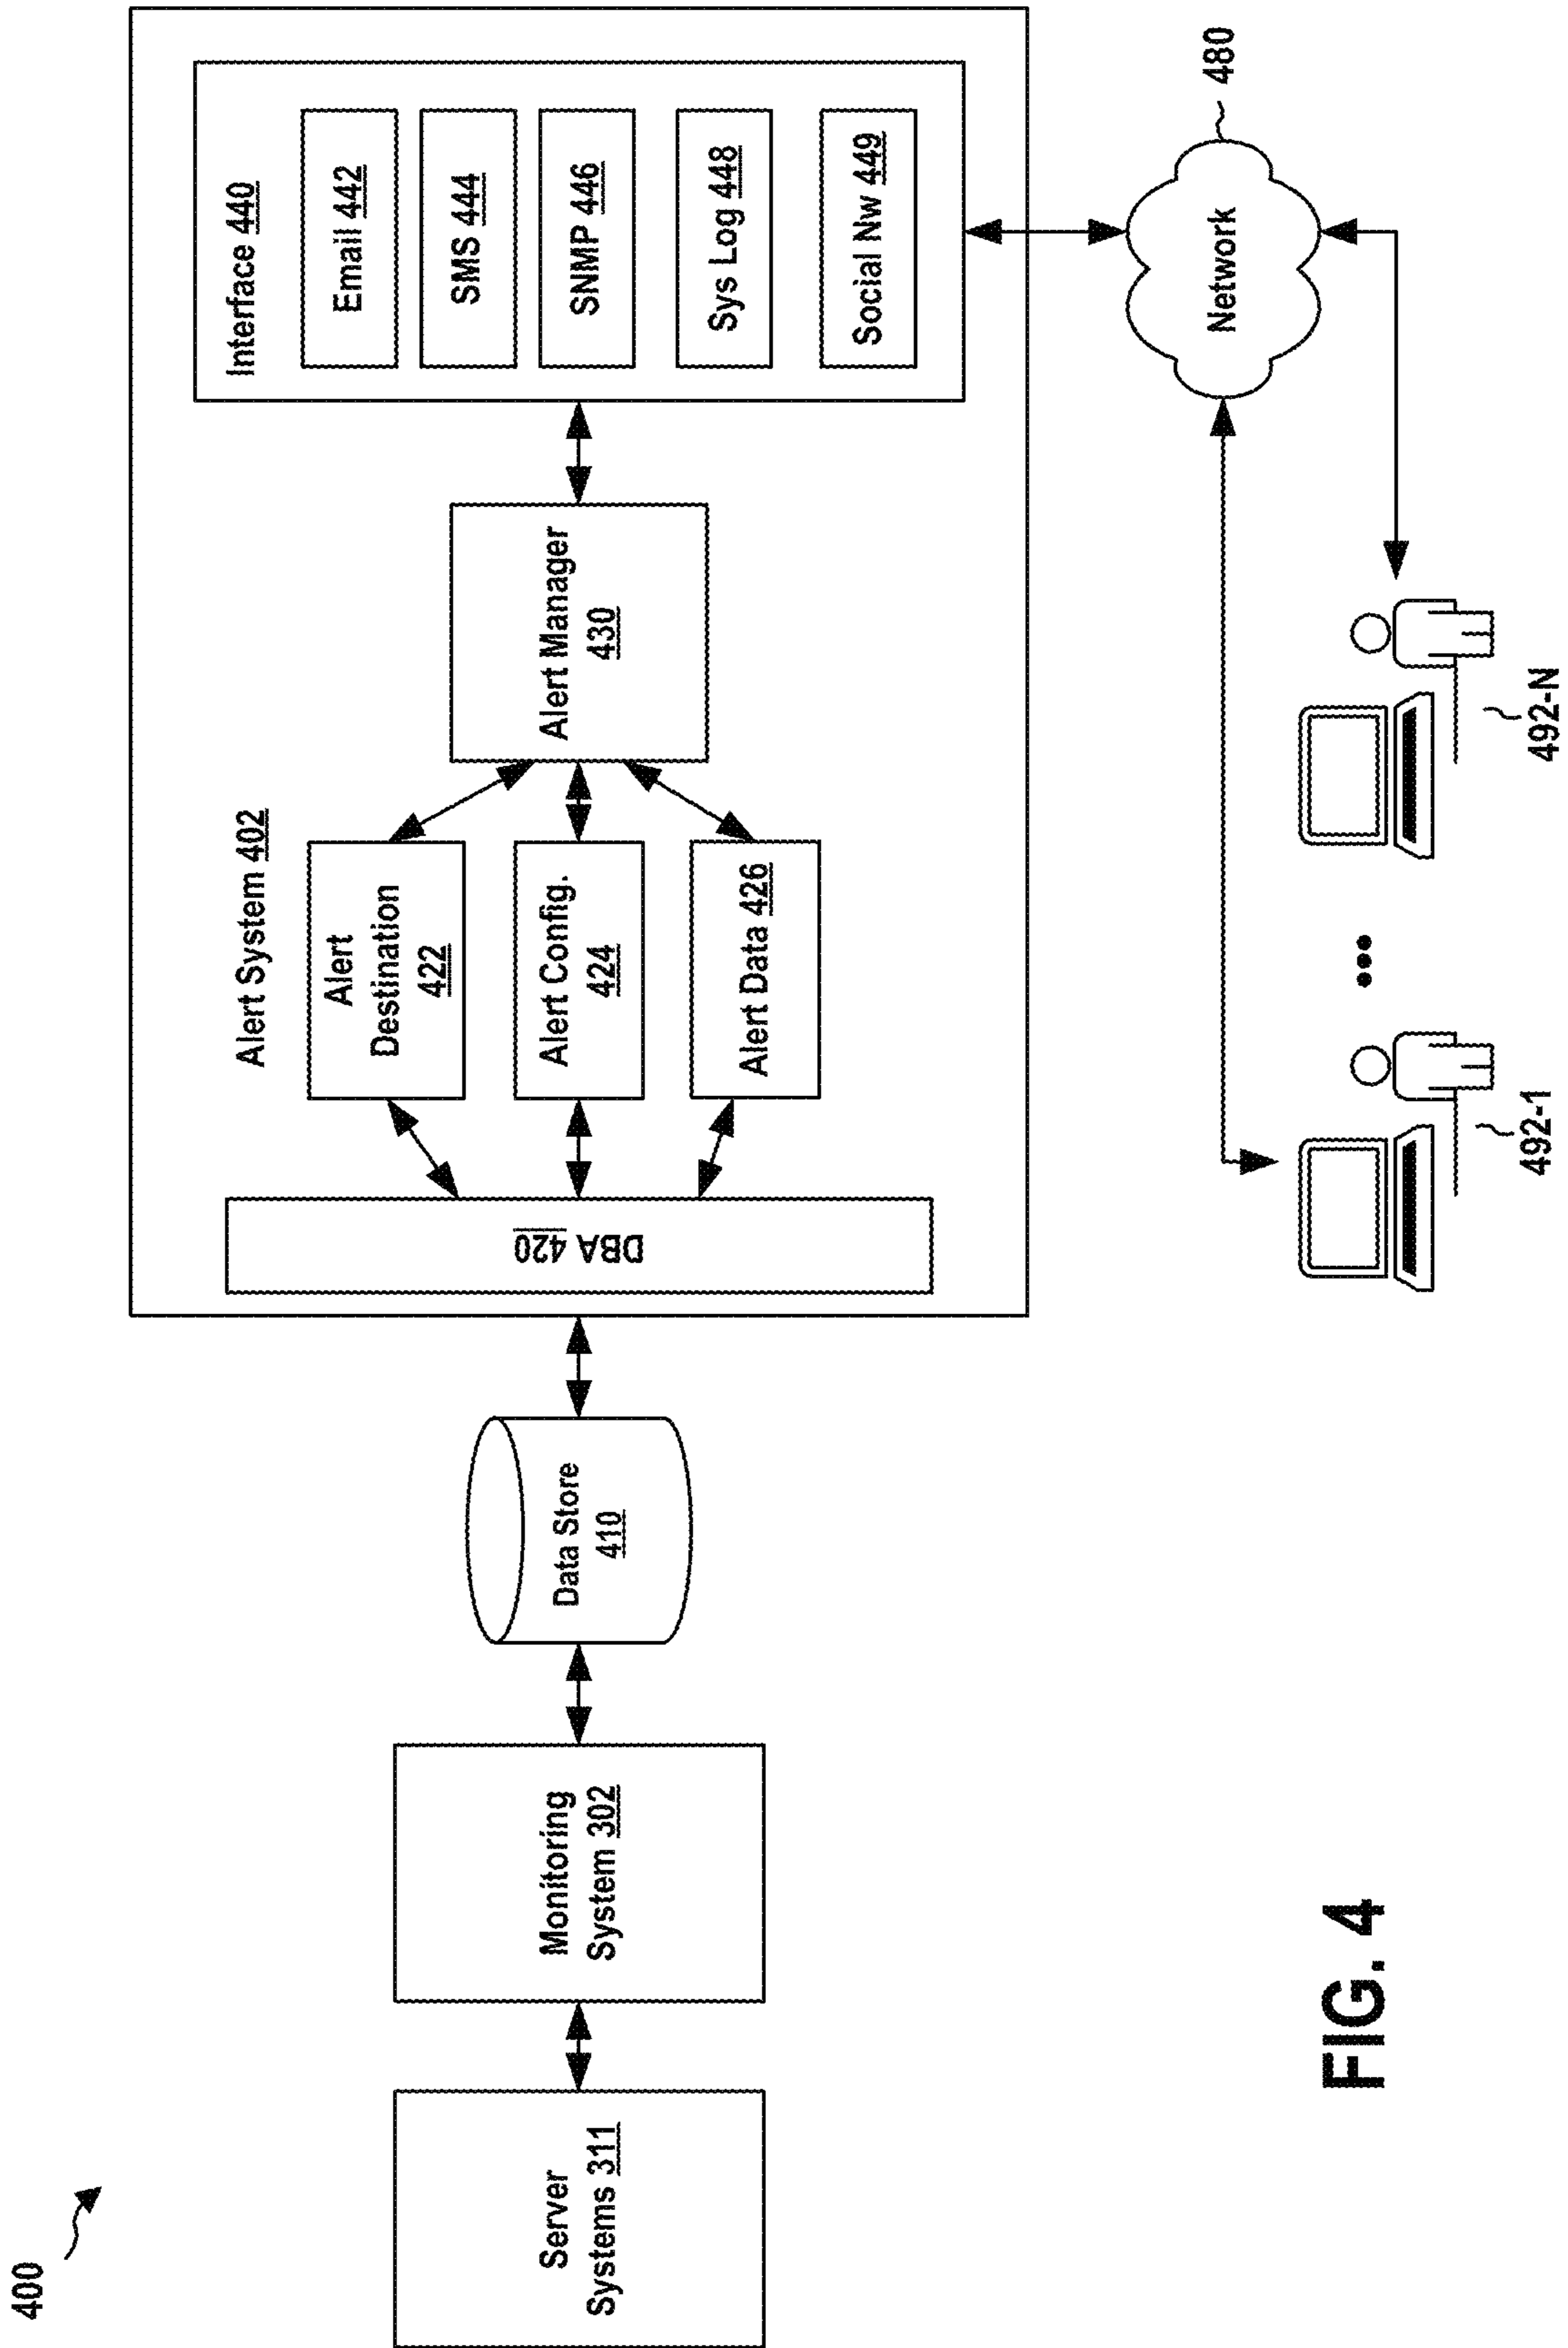 400
Server
Systems 311
Monitoring
System 302
Data Store
410
Alert System 402
DBA 420
Alert
Destination
422
Alert Config.
424
Alert Data 426
Alert Manager
430
Interface 440
Email 442
SMS 444
SNMP 446
Sys Log 448
Social Nw 449
Network
480
492-1
492-N
FIG. 4